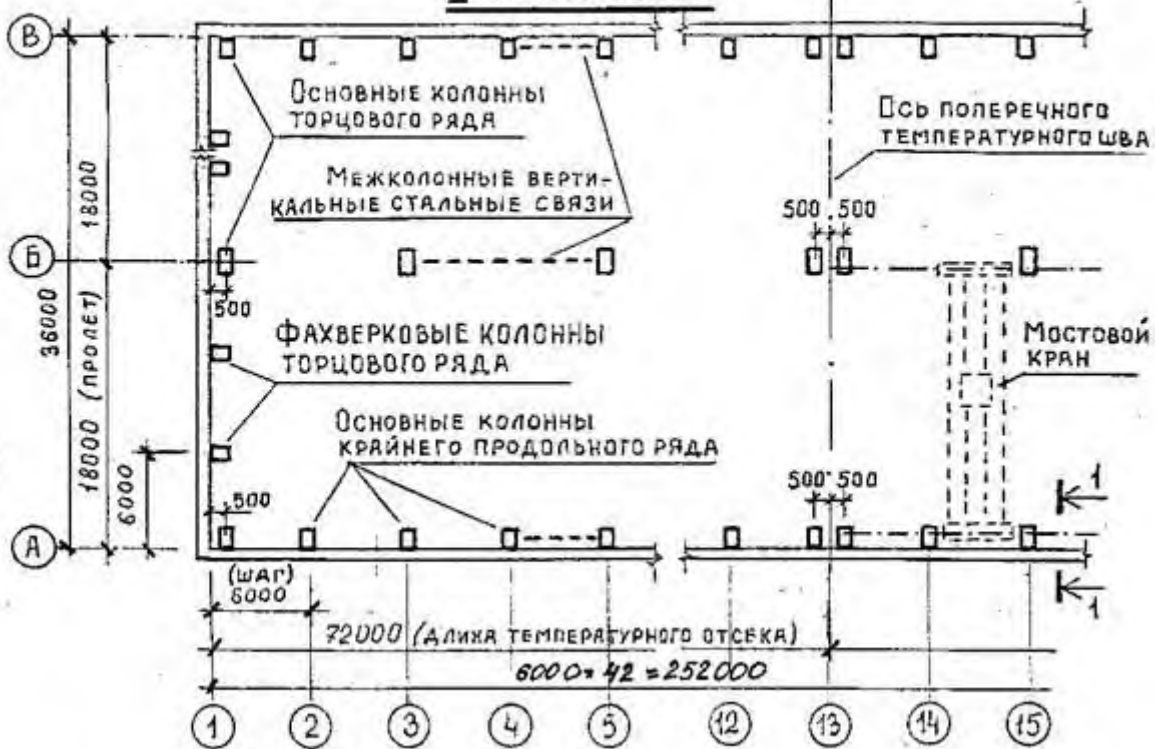 В
Основные колонны
торцового ряда
Ось поперечного
температурного шва
Межколонные верти-
кальные стальные связи
18000
500 500
Б
500
36000
18000 (пролет)
Фахверковые колонны
торцового ряда
Мостовой
кран
Основные колонны
крайнего продольного ряда
6000
500
500 500
1
А
(шаг)
6000
1
72000 (длиха температурного отсека)
6000×42=252000
1 2 3 4 5 12 13 14 15